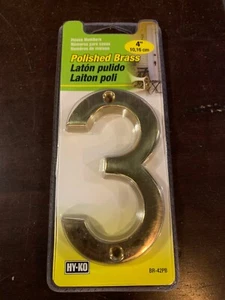 House Numbers
Números para casas
Numéros de maison
4"
10,16 cm
Polished Brass
Latón pulido
Laiton poli
3
HY-KO
BR-42PB